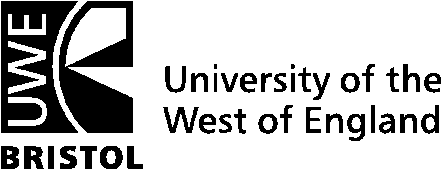 UWE
BRISTOL
University of the
West of England